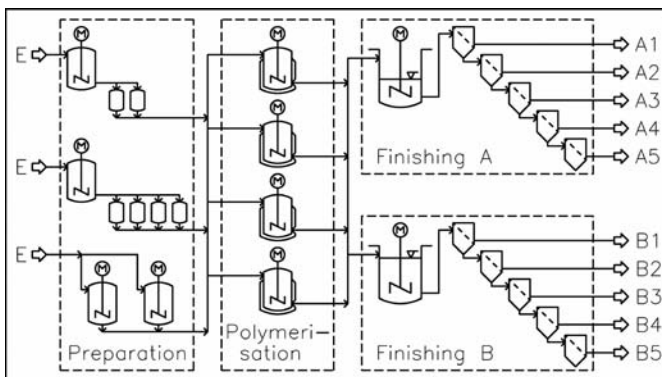 E
M
M
A1
A2
A3
A4
A5
Finishing A
M
M
E
M
M
E
M
M
M
M
B1
B2
B3
B4
B5
Finishing B
Preparation
Polymeri-
sation